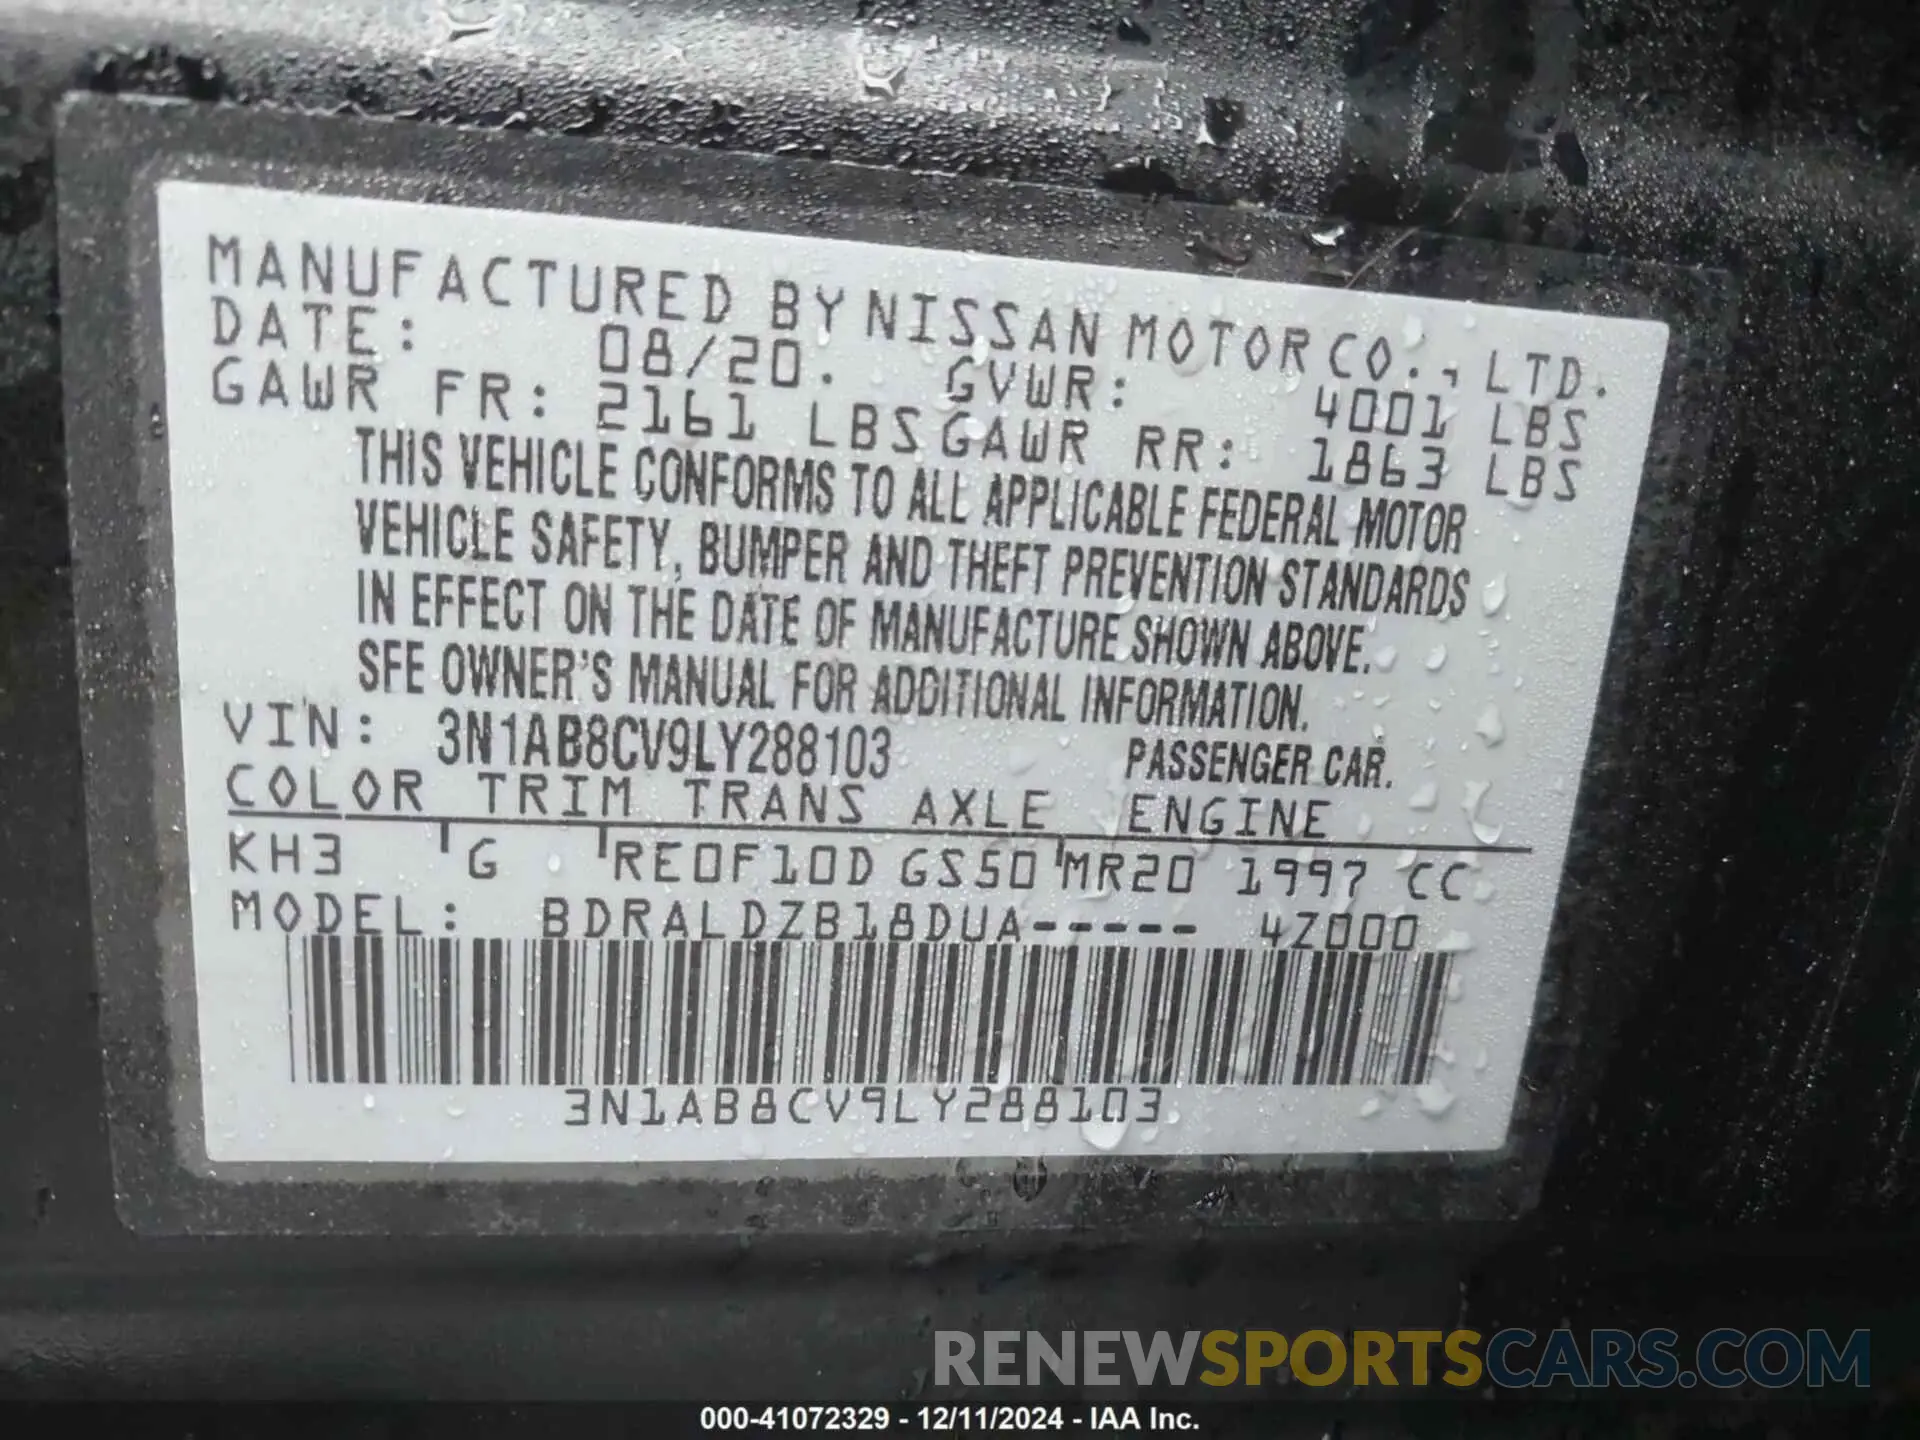 MANUFACTURED BY NISSAN MOTOR CO., LTD.
DATE: 08/20. GVWR: 4001 LBS
GAWR FR: 2161 LBS GAWR RR: 1863 LBS
THIS VEHICLE CONFORMS TO ALL APPLICABLE FEDERAL MOTOR
VEHICLE SAFETY, BUMPER AND THEFT PREVENTION STANDARDS
IN EFFECT ON THE DATE OF MANUFACTURE SHOWN ABOVE.
SEE OWNER'S MANUAL FOR ADDITIONAL INFORMATION.
VIN: 3N1AB8CV9LY288103 PASSENGER CAR.
COLOR TRIM TRANS AXLE ENGINE
KH3 G RE0F10D GS50 MR20 1997 CC
MODEL: BDRALDZB18DUA----- 4Z000
3N1AB8CV9LY288103
RENEWSPORTSCARS.COM
000-41072329 - 12/11/2024 - IAA Inc.